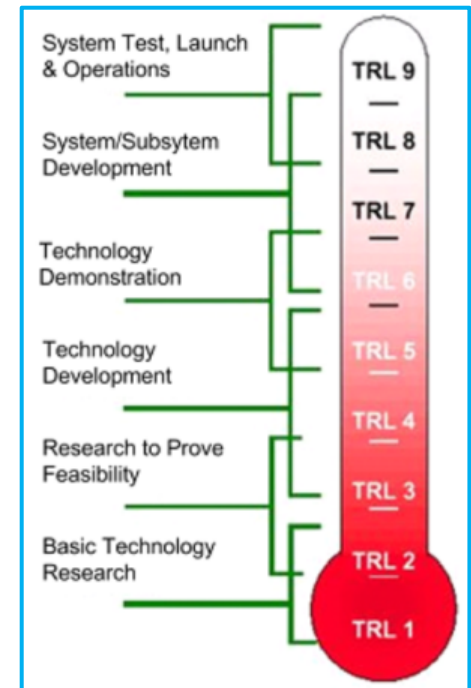 System Test, Launch
& Operations
System/Subsytem
Development
Technology
Demonstration
Technology
Development
Research to Prove
Feasibility
Basic Technology
Research
TRL 9
TRL 8
TRL 7
TRL 6
TRL 5
TRL 4
TRL 3
TRL 2
TRL 1